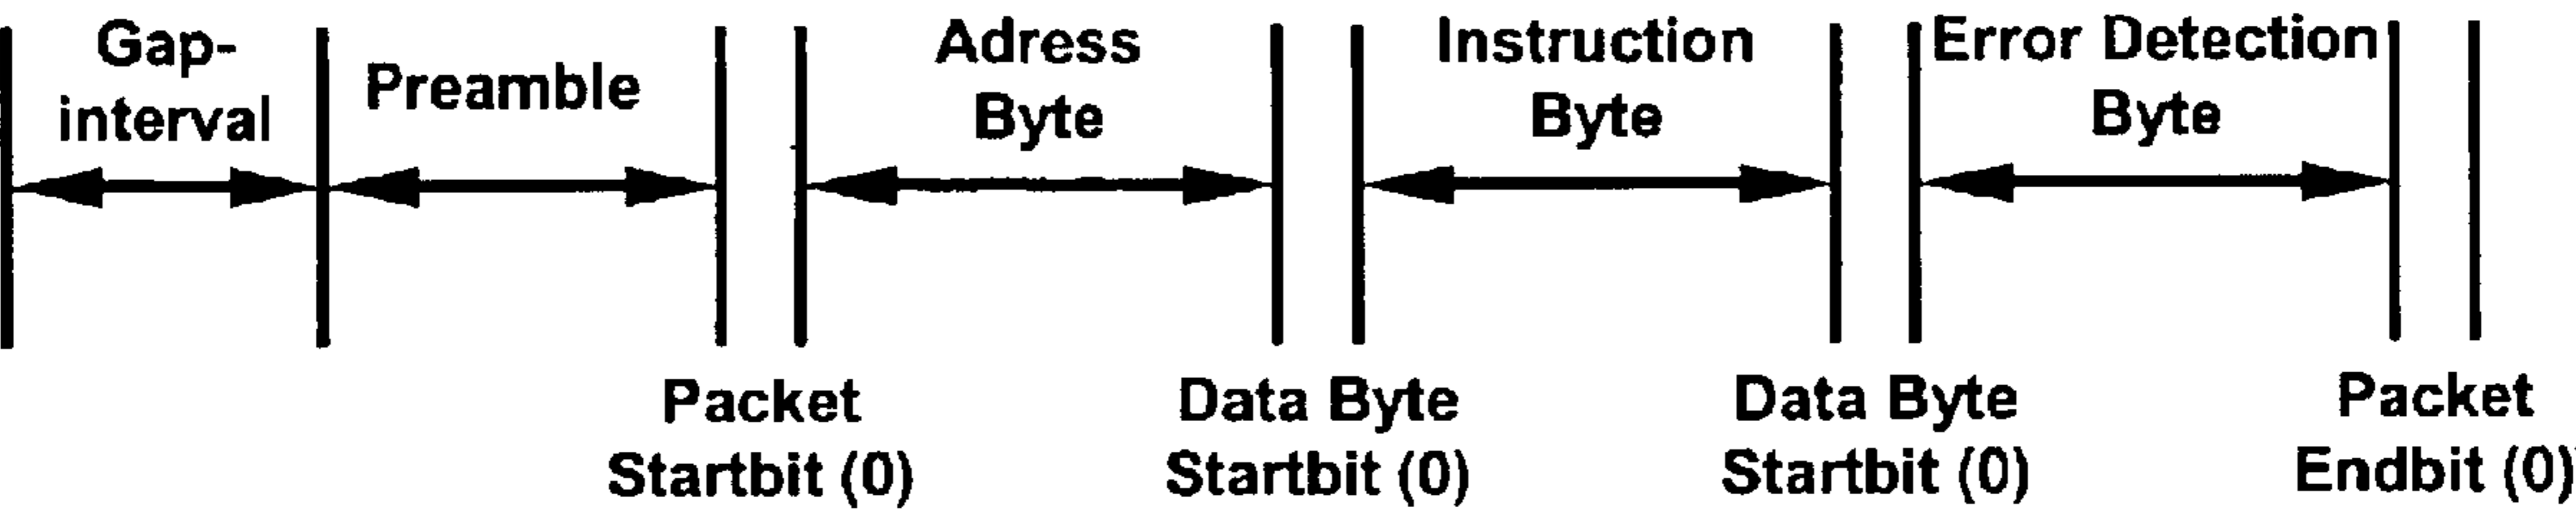 Gap-
interval
Preamble
Adress
Byte
Instruction
Byte
Error Detection
Byte
Packet
Startbit (0)
Data Byte
Startbit (0)
Data Byte
Startbit (0)
Packet
Endbit (0)